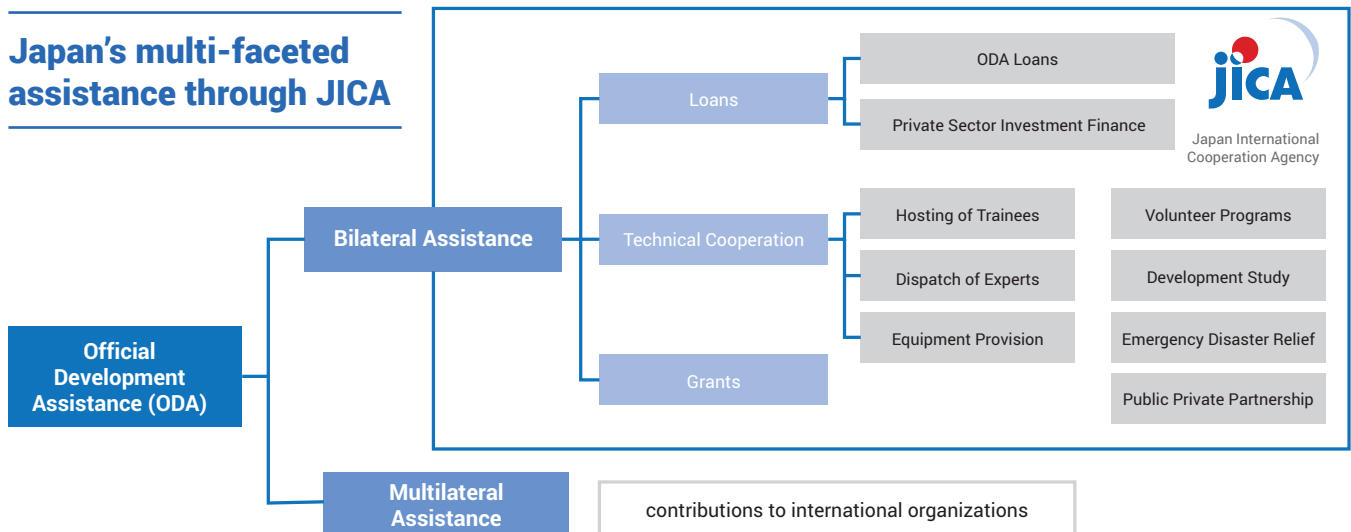 Japan's multi-faceted
assistance through JICA
ODA Loans
Loans
Private Sector Investment Finance
jica
Japan International
Cooperation Agency
Bilateral Assistance
Technical Cooperation
Hosting of Trainees
Volunteer Programs
Dispatch of Experts
Development Study
Equipment Provision
Emergency Disaster Relief
Official
Development
Assistance (ODA)
Grants
Public Private Partnership
Multilateral
Assistance
contributions to international organizations